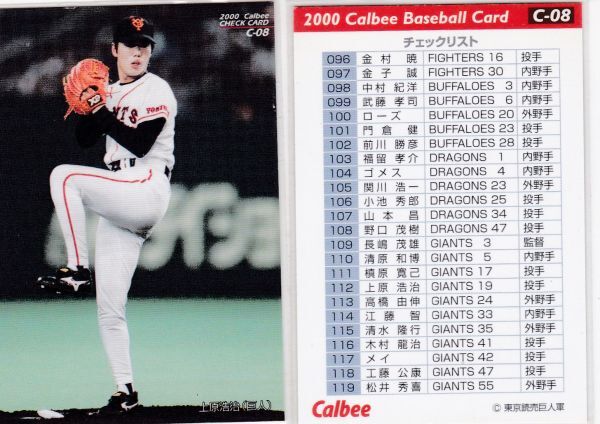 2000 Calbee
CHECK CARD
C-08
上原浩治(巨人)
2000 Calbee Baseball Card C-08
チェックリスト
096 金村 暁 FIGHTERS 16 投手
097 金子 誠 FIGHTERS 30 内野手
098 中村 紀洋 BUFFALOES 3 内野手
099 武藤 孝司 BUFFALOES 6 内野手
100 ローズ BUFFALOES 20 外野手
101 門倉 健 BUFFALOES 23 投手
102 前川 勝彦 BUFFALOES 28 投手
103 福留 孝介 DRAGONS 1 内野手
104 ゴメス DRAGONS 4 内野手
105 関川 浩一 DRAGONS 23 外野手
106 小池 秀郎 DRAGONS 25 投手
107 山本 昌 DRAGONS 34 投手
108 野口 茂樹 DRAGONS 47 投手
109 長嶋 茂雄 GIANTS 3 監督
110 清原 和博 GIANTS 5 内野手
111 槙原 寛己 GIANTS 17 投手
112 上原 浩治 GIANTS 19 投手
113 高橋 由伸 GIANTS 24 外野手
114 江藤 智 GIANTS 33 内野手
115 清水 隆行 GIANTS 35 外野手
116 木村 龍治 GIANTS 41 投手
117 メイ GIANTS 42 投手
118 工藤 公康 GIANTS 47 投手
119 松井 秀喜 GIANTS 55 外野手
Calbee
© 東京読売巨人軍